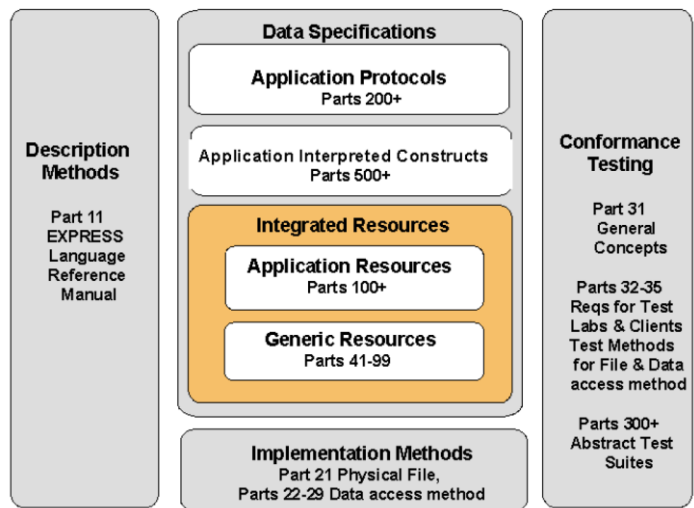 Description
Methods
Part 11
EXPRESS
Language
Reference
Manual
Data Specifications
Application Protocols
Parts 200+
Application Interpreted Constructs
Parts 500+
Integrated Resources
Application Resources
Parts 100+
Generic Resources
Parts 41-99
Implementation Methods
Part 21 Physical File,
Parts 22-29 Data access method
Conformance
Testing
Part 31
General
Concepts
Parts 32-35
Reqs for Test
Labs & Clients
Test Methods
for File & Data
access method
Parts 300+
Abstract Test
Suites